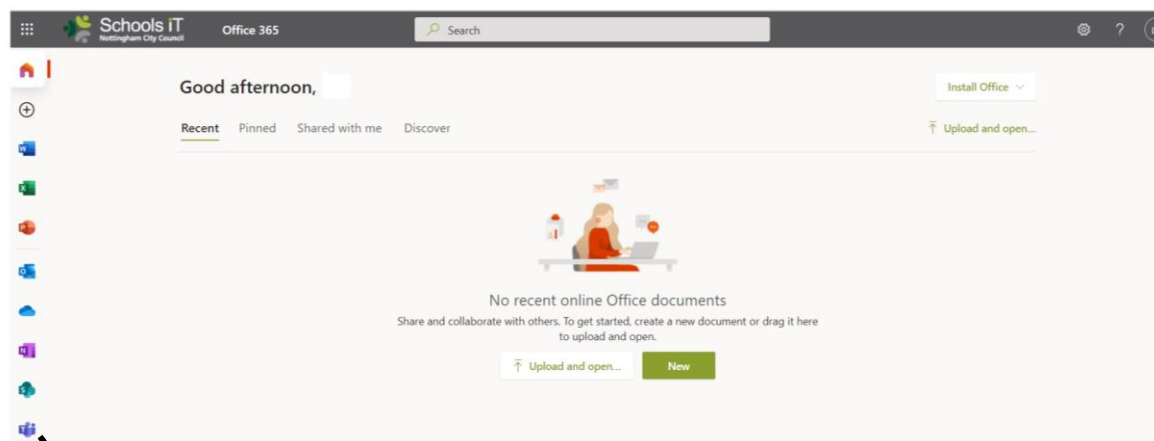 Schools iT
Nottingham City Council
Office 365
Search
?
Good afternoon,
Install Office
Recent Pinned Shared with me Discover
Upload and open...
No recent online Office documents
Share and collaborate with others. To get started, create a new document or drag it here
to upload and open.
Upload and open... New